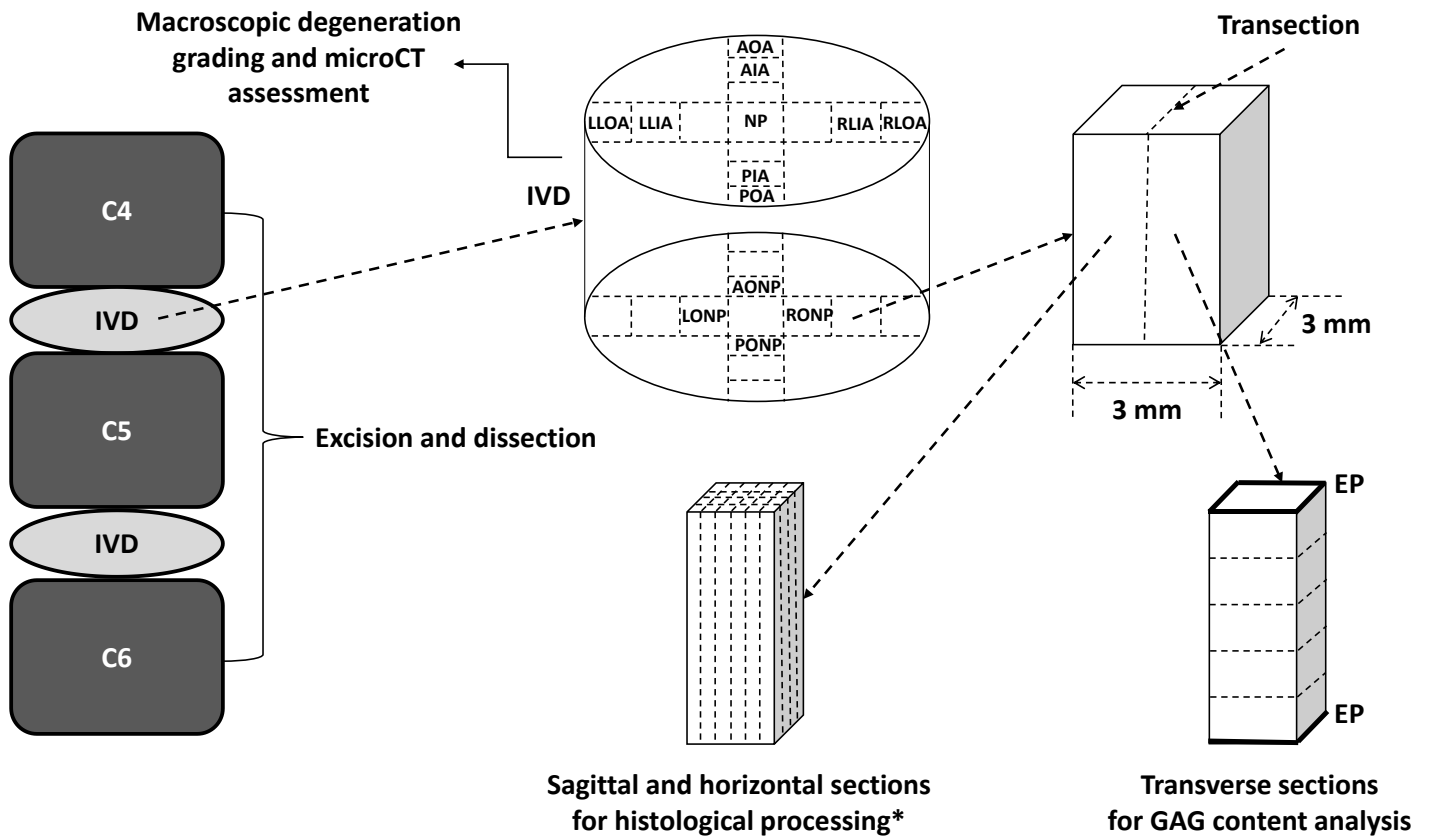 Macroscopic degeneration
grading and microCT
assessment
C4
IVD
C5
IVD
C6
Excision and dissection
IVD
AOA
AIA
LLOA LLIA NP RLIA RLOA
PIA
POA
AONP
LONP RONP
PONP
Transection
3 mm
3 mm
EP
EP
Sagittal and horizontal sections
for histological processing*
Transverse sections
for GAG content analysis